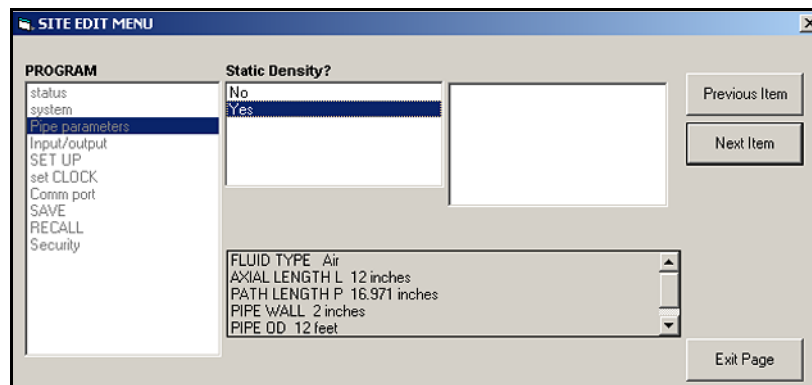 SITE EDIT MENU
PROGRAM
status
system
Pipe parameters
Input/output
SET UP
set CLOCK
Comm port
SAVE
RECALL
Security
Static Density?
No
Yes
Previous Item
Next Item
FLUID TYPE Air
AXIAL LENGTH L 12 inches
PATH LENGTH P 16.971 inches
PIPE WALL 2 inches
PIPE OD 12 feet
Exit Page